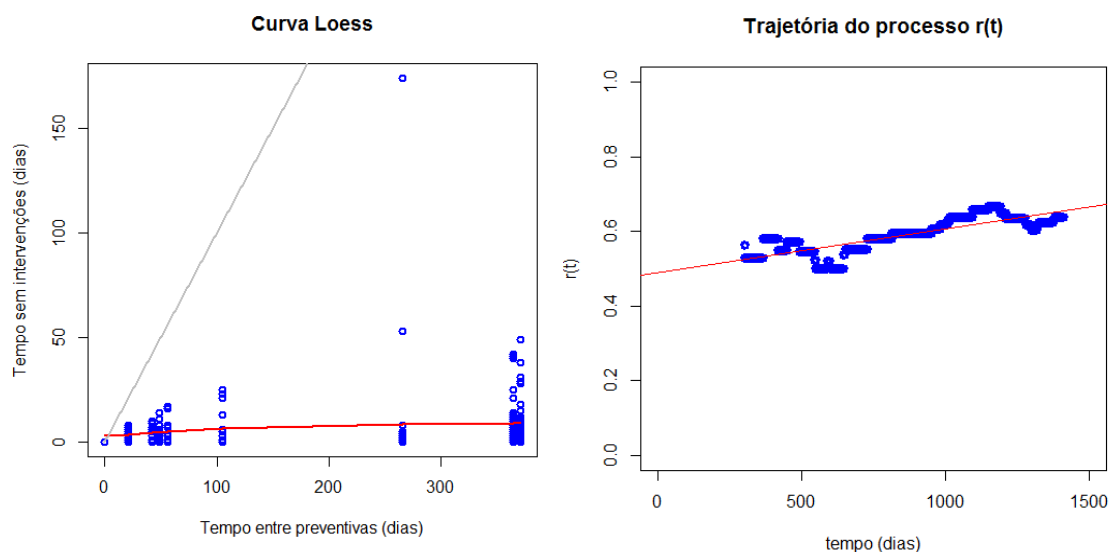 Curva Loess
Tempo sem intervenções (dias)
150
100
50
0
0 100 200 300
Tempo entre preventivas (dias)
Trajetória do processo r(t)
r(t)
1.0
0.8
0.6
0.4
0.2
0.0
0 500 1000 1500
tempo (dias)